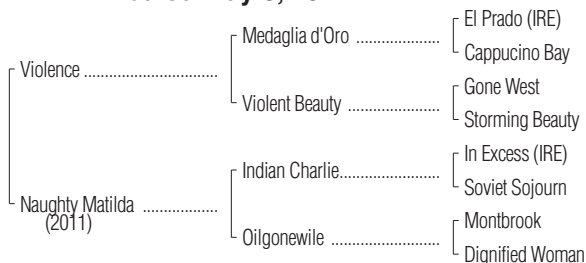 El Prado (IRE)
Medaglia d'Oro
Cappucino Bay
Violence
Gone West
Violent Beauty
Storming Beauty
In Excess (IRE)
Indian Charlie
Soviet Sojourn
Naughty Matilda
(2011)
Montbrook
Oilgonewile
Dignified Woman